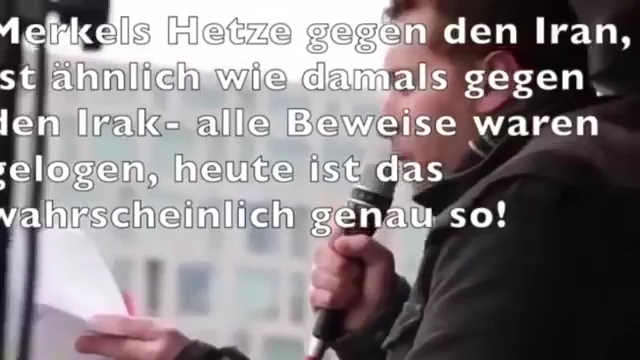 Merkels Hetze gegen den Iran,
ist ähnlich wie damals gegen
den Irak- alle Beweise waren
gelogen, heute ist das
wahrscheinlich genau so!